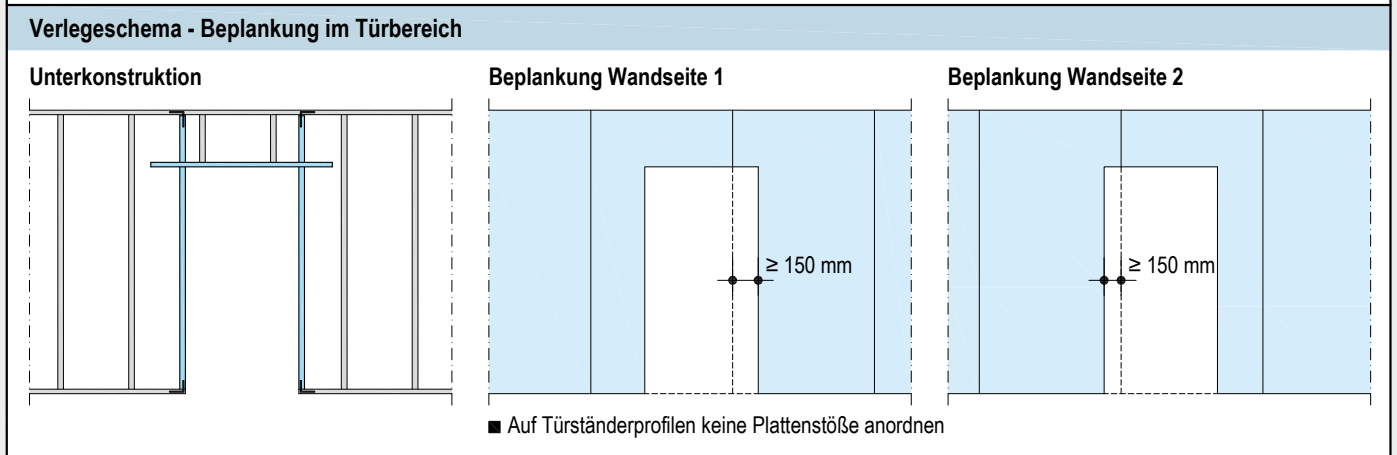 Verlegeschema - Beplankung im Türbereich
Unterkonstruktion
Beplankung Wandseite 1
≥ 150 mm
■ Auf Türständerprofilen keine Plattenstöße anordnen
Beplankung Wandseite 2
≥ 150 mm